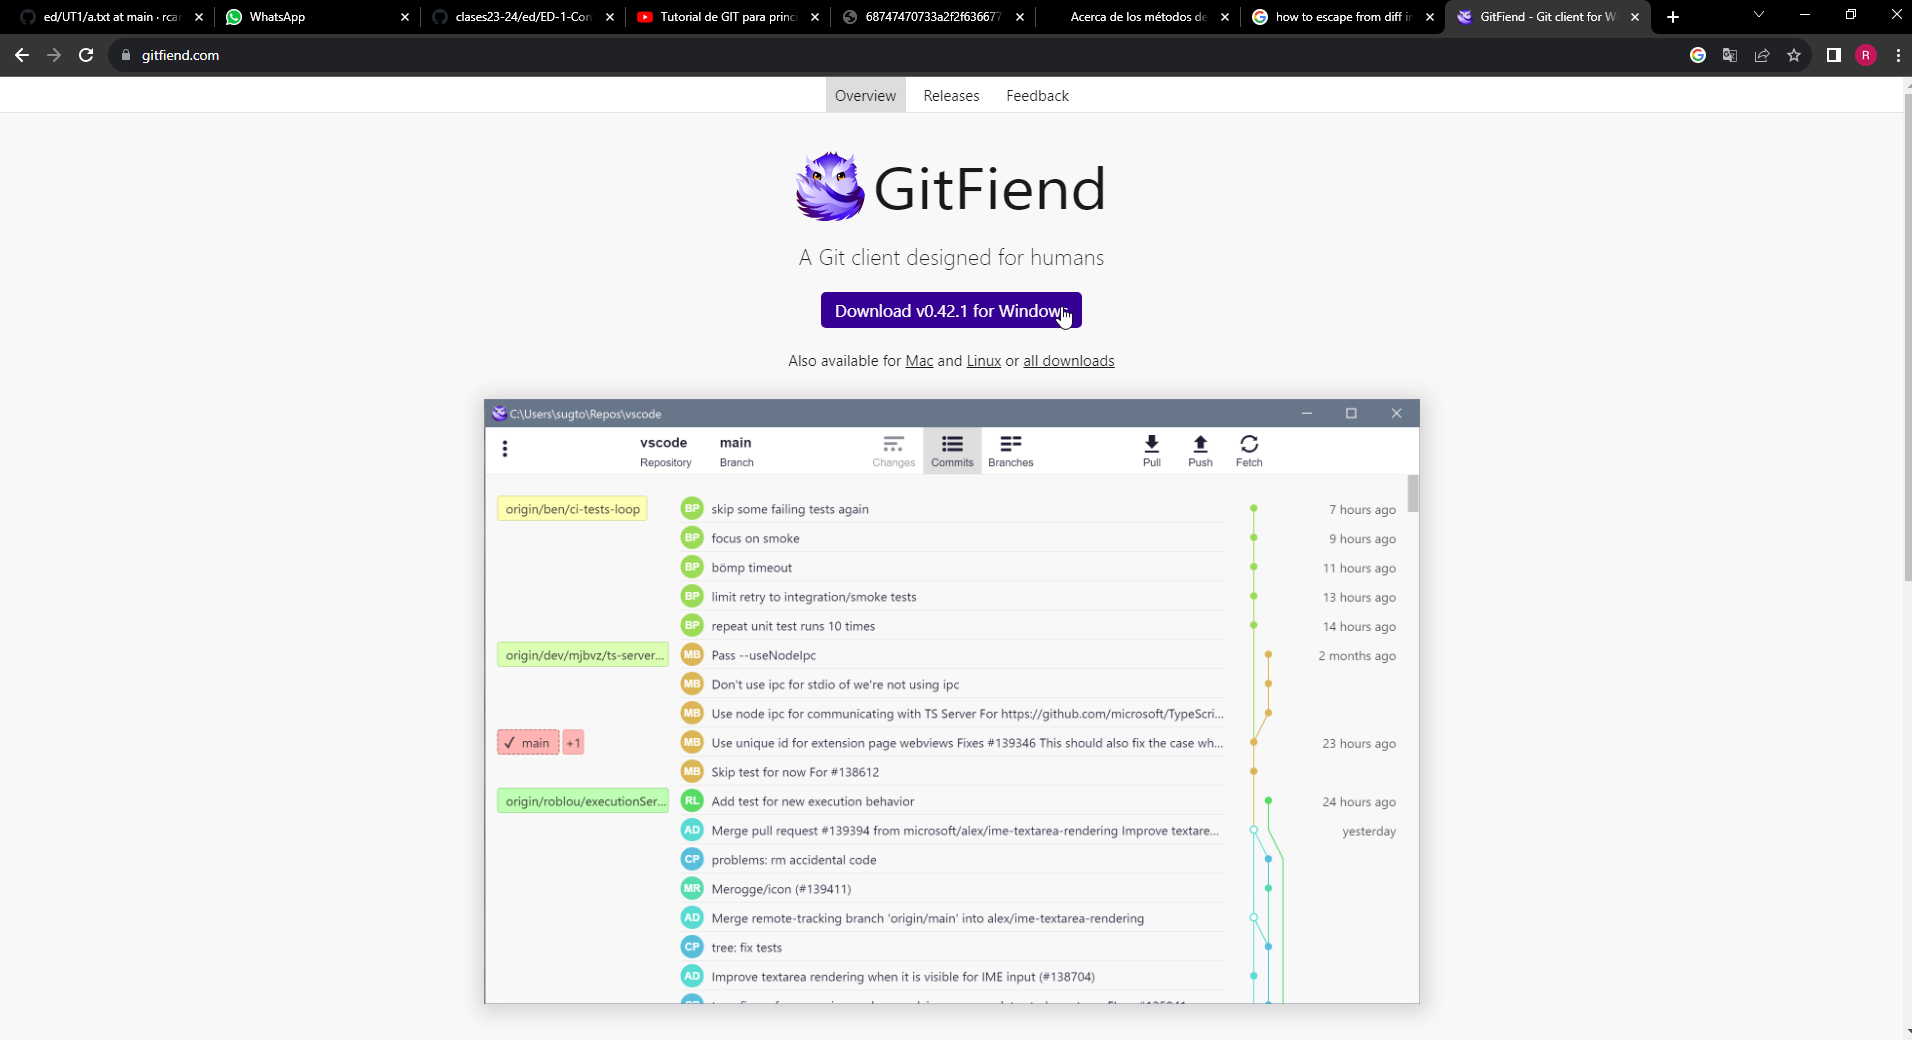 ed/UT1/a.txt at main · rcar
WhatsApp
clases23-24/ed/ED-1-Con
Tutorial de GIT para princi
68747470733a2f2f636677
Acerca de los métodos de
how to escape from diff in
GitFiend - Git client for W
gitfiend.com
R
Overview
Releases
Feedback
GitFiend
A Git client designed for humans
Download v0.42.1 for Windows
Also available for Mac and Linux or all downloads
C:\Users\sugto\Repos\vscode
vscode
Repository
main
Branch
Changes
Commits
Branches
Pull
Push
Fetch
origin/ben/ci-tests-loop BP skip some failing tests again 7 hours ago
BP focus on smoke 9 hours ago
BP bömp timeout 11 hours ago
BP limit retry to integration/smoke tests 13 hours ago
BP repeat unit test runs 10 times 14 hours ago
origin/dev/mjbvz/ts-server... MB Pass --useNodeIpc 2 months ago
MB Don't use ipc for stdio of we're not using ipc
MB Use node ipc for communicating with TS Server For https://github.com/microsoft/TypeScri...
✓ main +1 MB Use unique id for extension page webviews Fixes #139346 This should also fix the case wh... 23 hours ago
MB Skip test for now For #138612
origin/roblou/executionSer... RL Add test for new execution behavior 24 hours ago
AD Merge pull request #139394 from microsoft/alex/ime-textarea-rendering Improve textare... yesterday
CP problems: rm accidental code
MR Merogge/icon (#139411)
AD Merge remote-tracking branch 'origin/main' into alex/ime-textarea-rendering
CP tree: fix tests
AD Improve textarea rendering when it is visible for IME input (#138704)